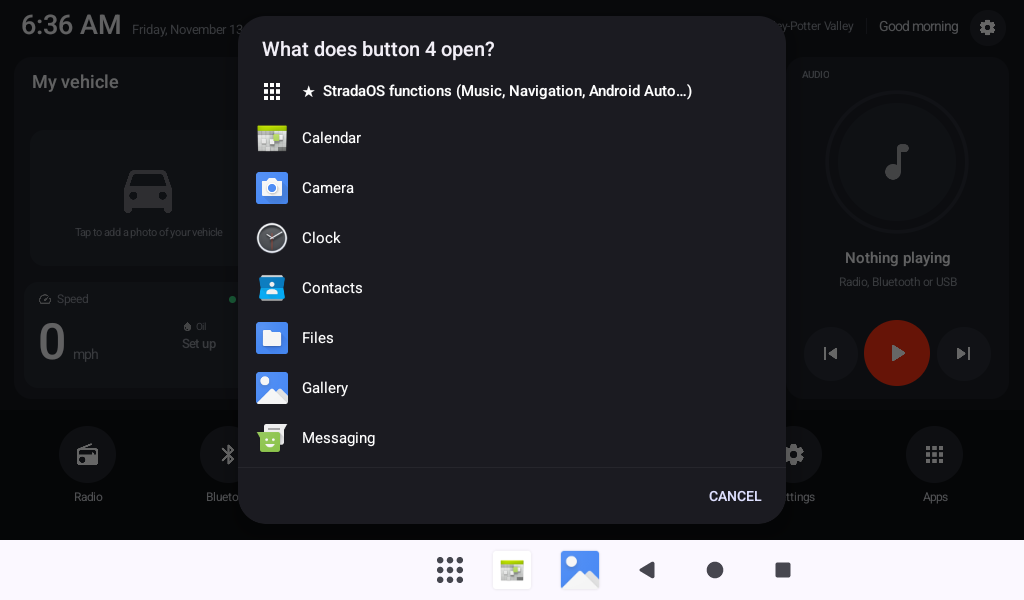 6:36 AM
Friday, November 13
y-Potter Valley
Good morning
My vehicle
Tap to add a photo of your vehicle
Speed
0
mph
Oil
Set up
What does button 4 open?
★ StradaOS functions (Music, Navigation, Android Auto...)
Calendar
Camera
Clock
Contacts
Files
Gallery
Messaging
CANCEL
AUDIO
Nothing playing
Radio, Bluetooth or USB
Radio
Blueto
ttings
Apps